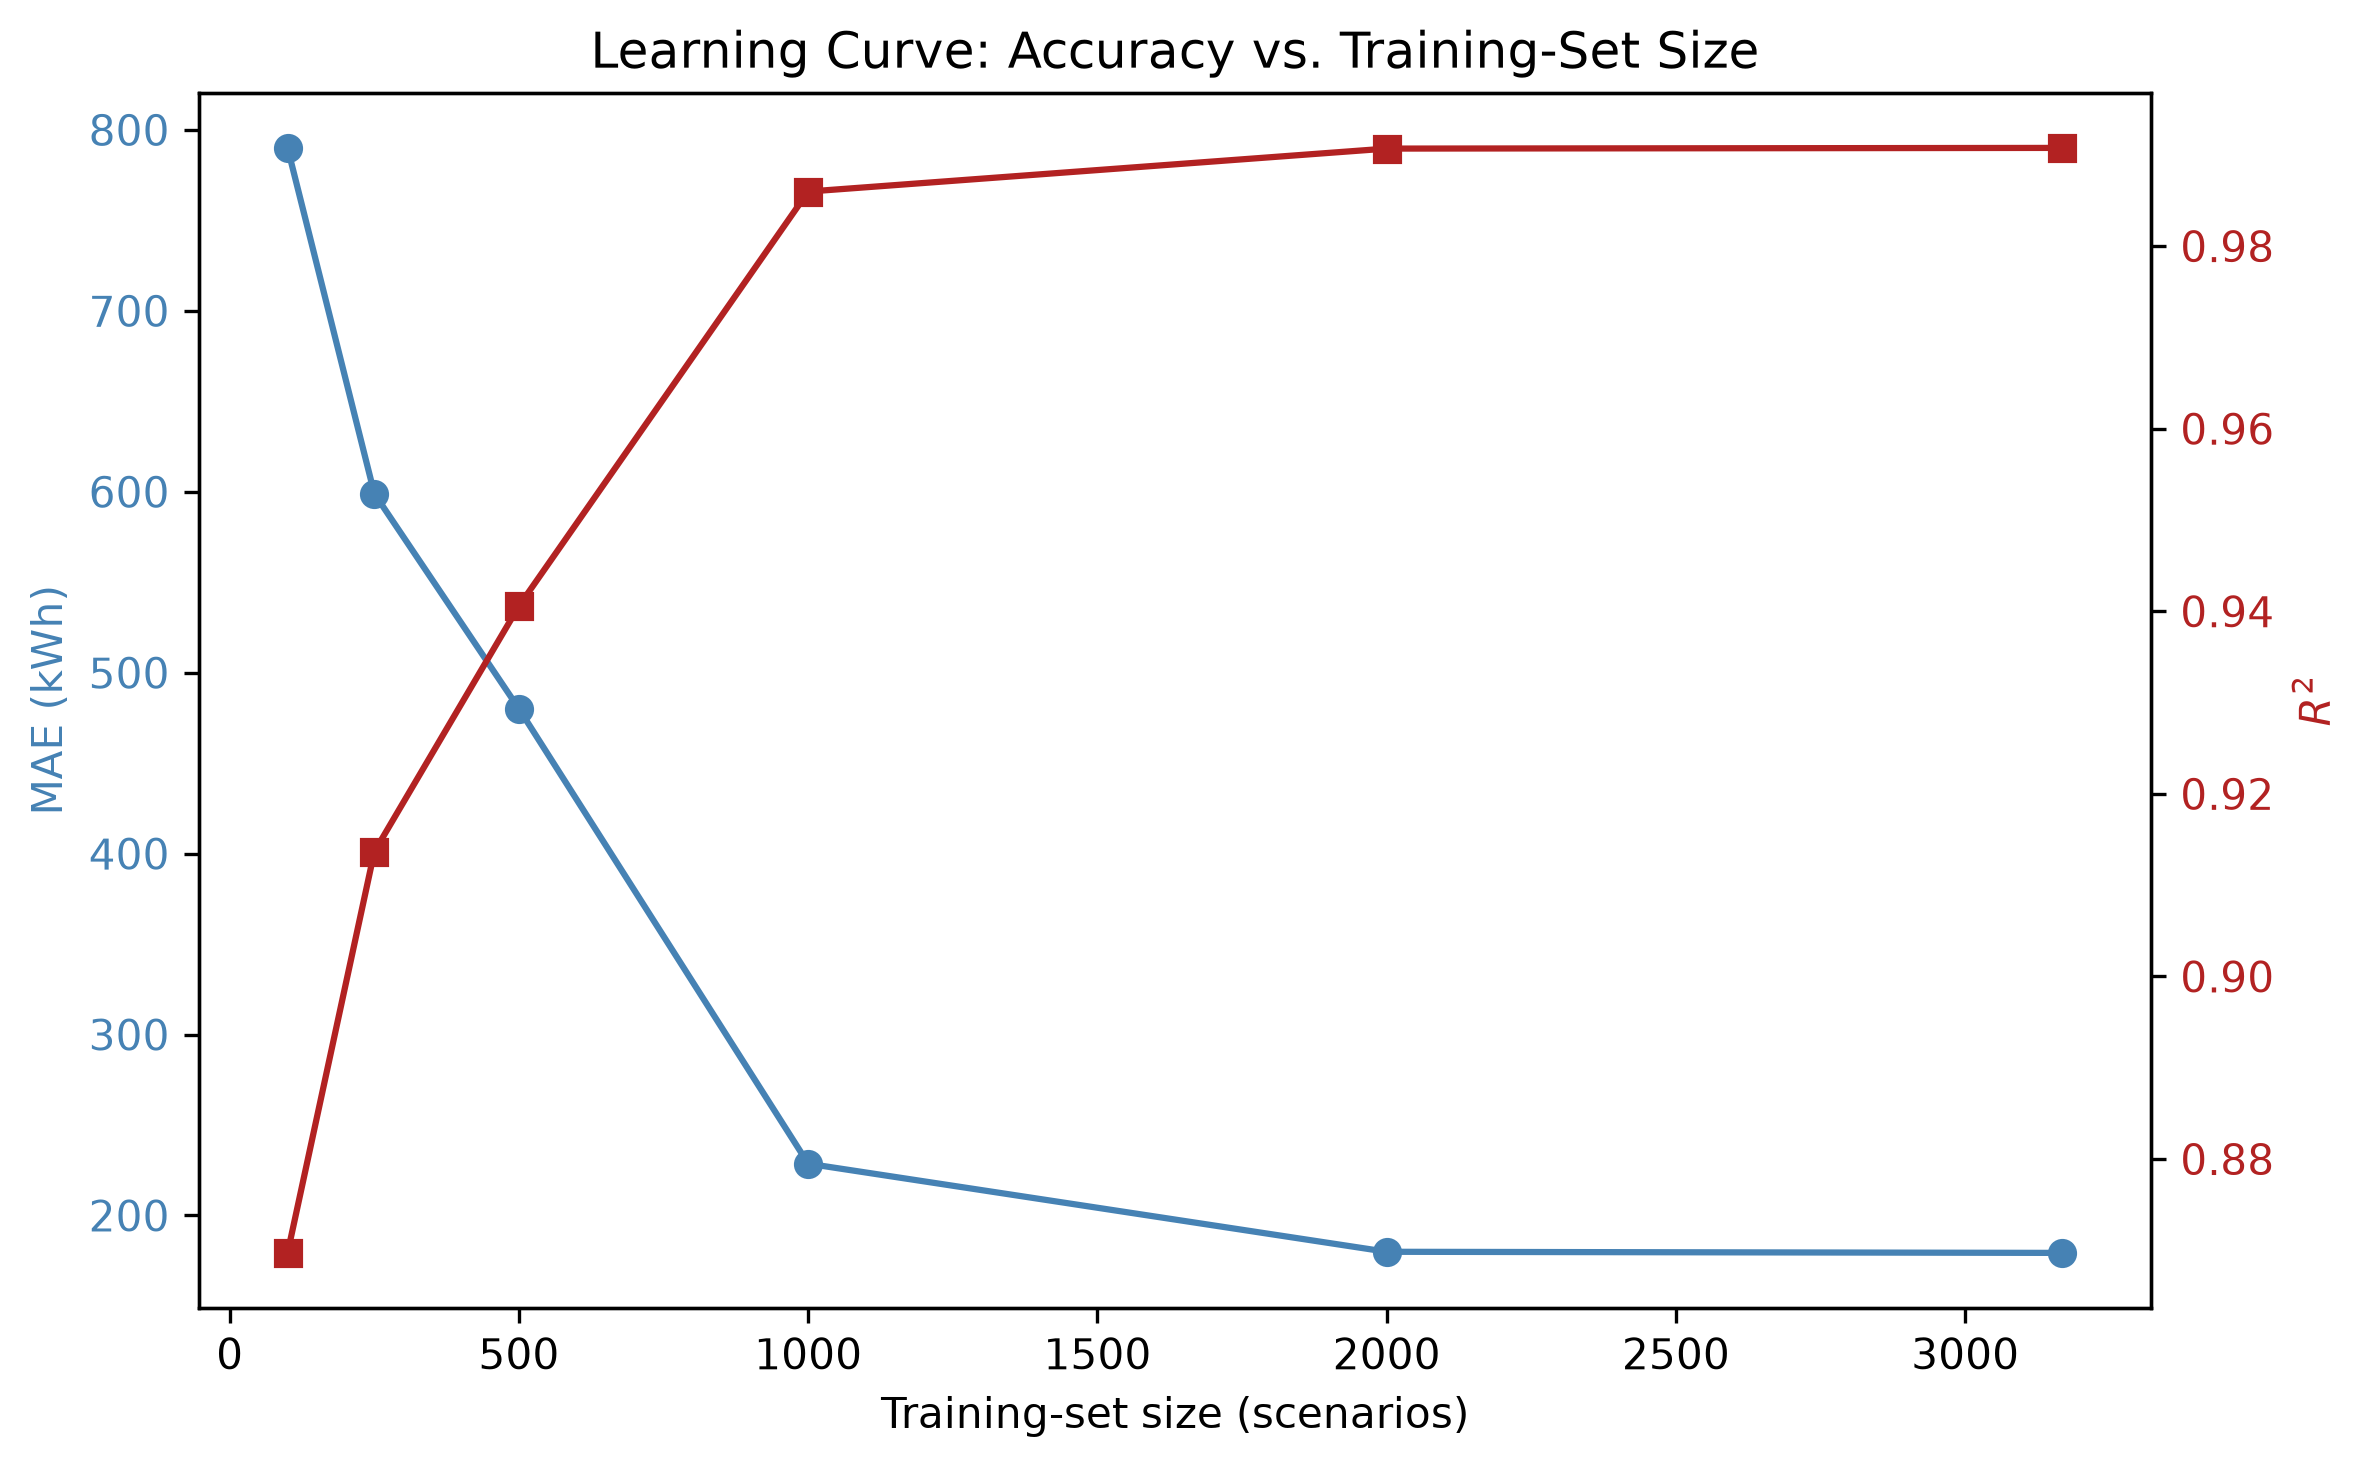 Learning Curve: Accuracy vs. Training-Set Size
MAE (kWh)
800
700
600
500
400
300
200
0.98
0.96
0.94
0.92
0.90
0.88
R²
0 500 1000 1500 2000 2500 3000
Training-set size (scenarios)